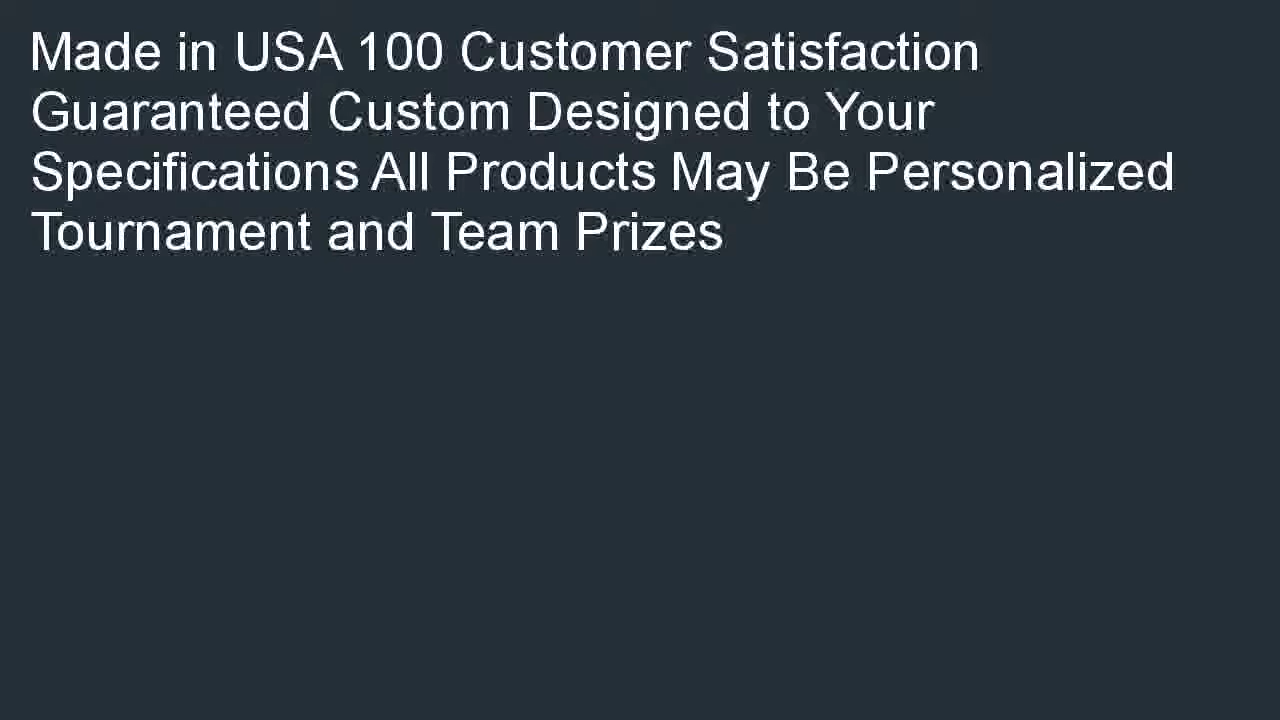 Made in USA 100 Customer Satisfaction
Guaranteed Custom Designed to Your
Specifications All Products May Be Personalized
Tournament and Team Prizes